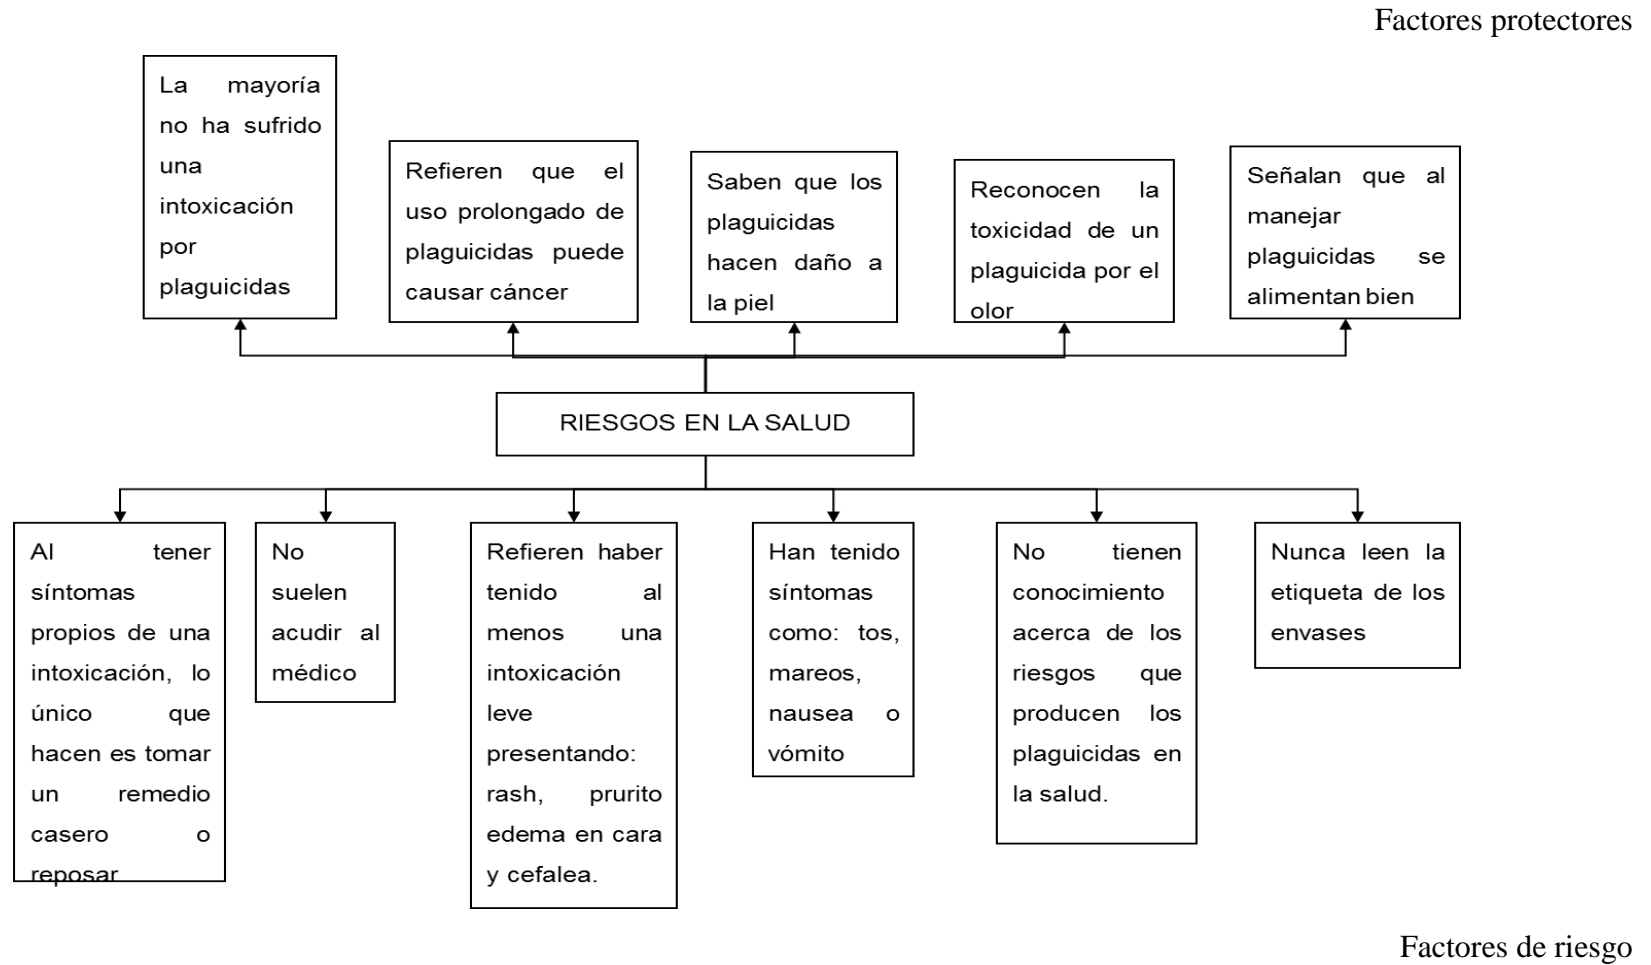 Factores protectores
La mayoría
no ha sufrido
una
intoxicación
por
plaguicidas
Refieren que el
uso prolongado de
plaguicidas puede
causar cáncer
Saben que los
plaguicidas
hacen daño a
la piel
Reconocen la
toxicidad de un
plaguicida por el
olor
Señalan que al
manejar
plaguicidas se
alimentan bien
RIESGOS EN LA SALUD
Al tener
síntomas
propios de una
intoxicación, lo
único que
hacen es tomar
un remedio
casero o
reposar
No
suelen
acudir al
médico
Refieren haber
tenido al
menos una
intoxicación
leve
presentando:
rash, prurito
edema en cara
y cefalea.
Han tenido
síntomas
como: tos,
mareos,
nausea o
vómito
No tienen
conocimiento
acerca de los
riesgos que
producen los
plaguicidas en
la salud.
Nunca leen la
etiqueta de los
envases
Factores de riesgo